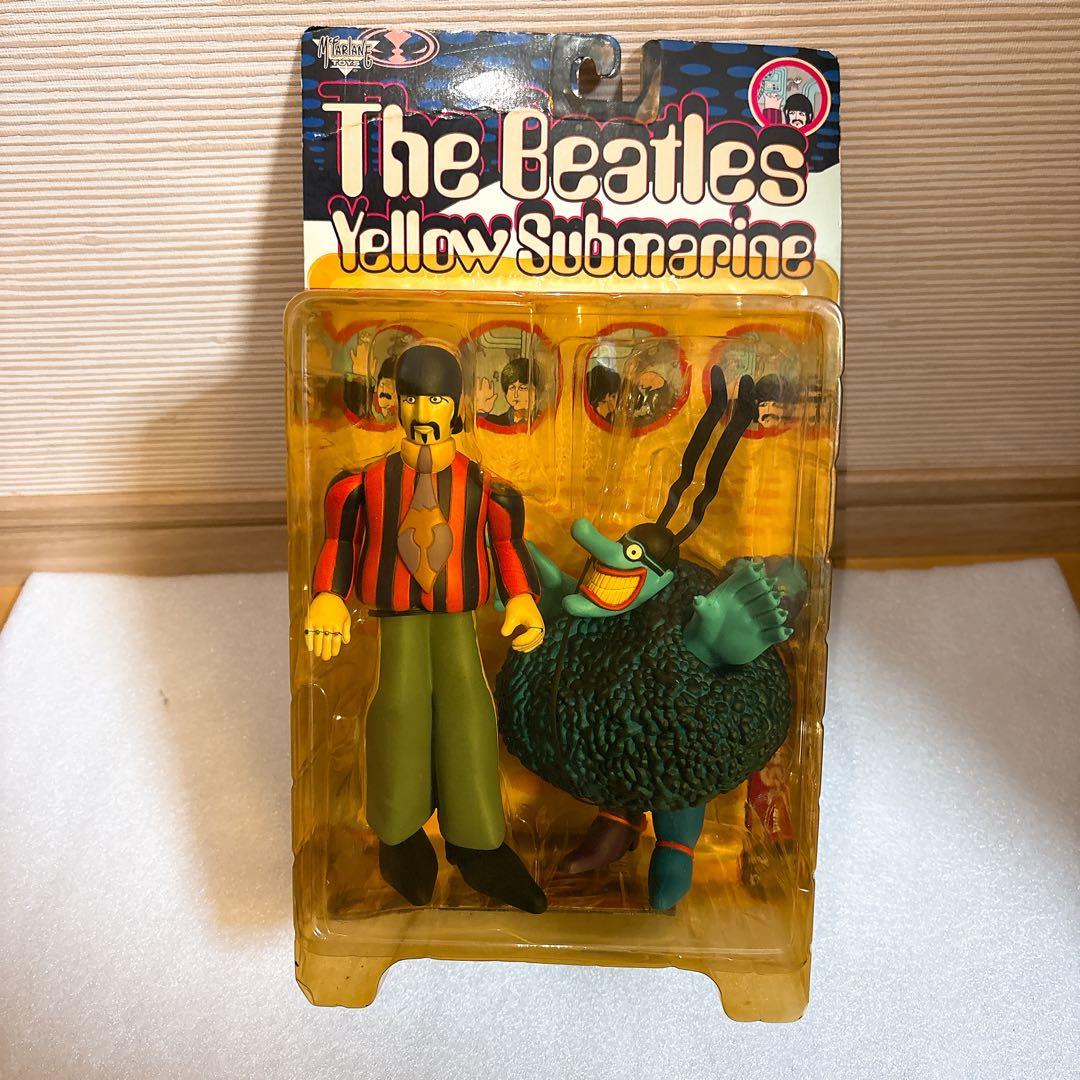 McFARLANE
TOYS
The Beatles
Yellow Submarine